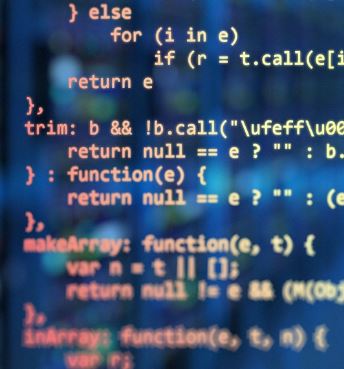 } else
for (i in e)
if (r = t.call(e[i
return e
},
trim: b && !b.call("\ufeff\u00
return null == e ? "" : b.
} : function(e) {
return null == e ? "" : (e
},
makeArray: function(e, t) {
var n = t || [];
return null != e && (M(Obj
},
inArray: function(e, t, n) {
var r;